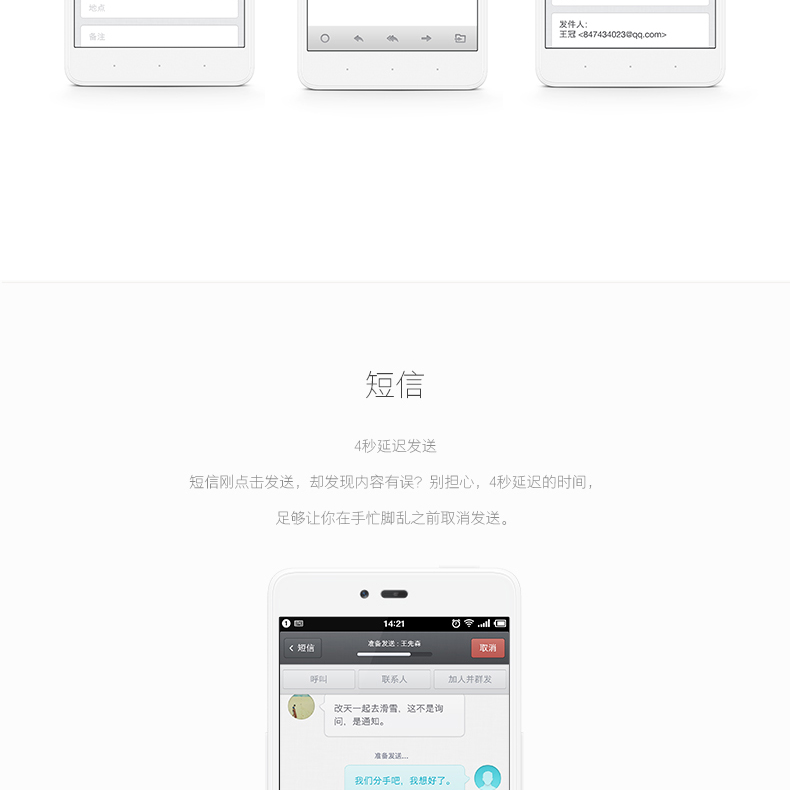 地点
备注
发件人：
王冠 <847434023@qq.com>
短信
4秒延迟发送
短信刚点击发送，却发现内容有误？别担心，4秒延迟的时间，
足够让你在手忙脚乱之前取消发送。
1
14:21
短信
准备发送：王先森
取消
呼叫
联系人
加人并群发
改天一起去滑雪，这不是询
问，是通知。
准备发送...
我们分手吧，我想好了。